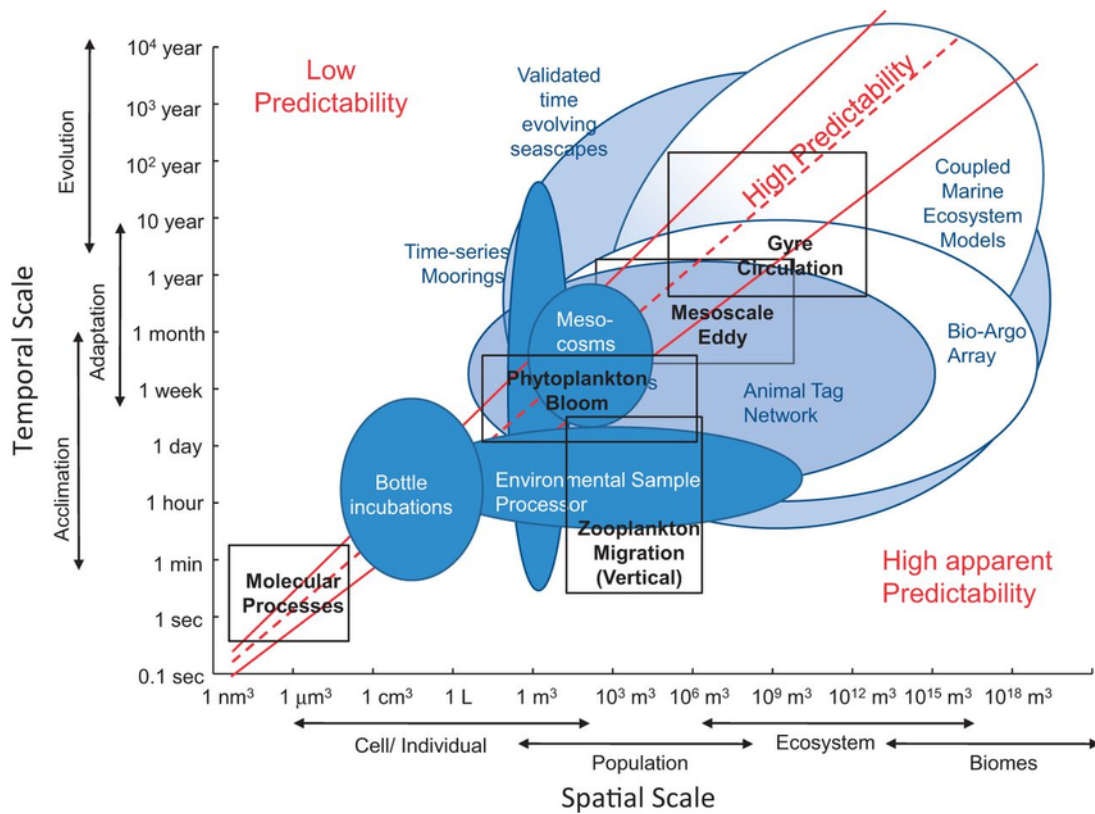 10⁴ year
10³ year
10² year
10 year
1 year
1 month
1 week
1 day
1 hour
1 min
1 sec
0.1 sec
Temporal Scale
Evolution
Adaptation
Acclimation
Low
Predictability
Validated
time
evolving
seascapes
High Predictability
Coupled
Marine
Ecosystem
Models
Time-series
Moorings
Gyre
Circulation
Meso-
cosms
Mesoscale
Eddy
Bio-Argo
Array
Phytoplankton
Bloom
s
Animal Tag
Network
Bottle
incubations
Environmental Sample
Processor
Zooplankton
Migration
(Vertical)
Molecular
Processes
High apparent
Predictability
1 nm³ 1 µm³ 1 cm³ 1 L 1 m³ 10³ m³ 10⁶ m³ 10⁹ m³ 10¹² m³ 10¹⁵ m³ 10¹⁸ m³
Cell/ Individual
Ecosystem
Population
Biomes
Spatial Scale